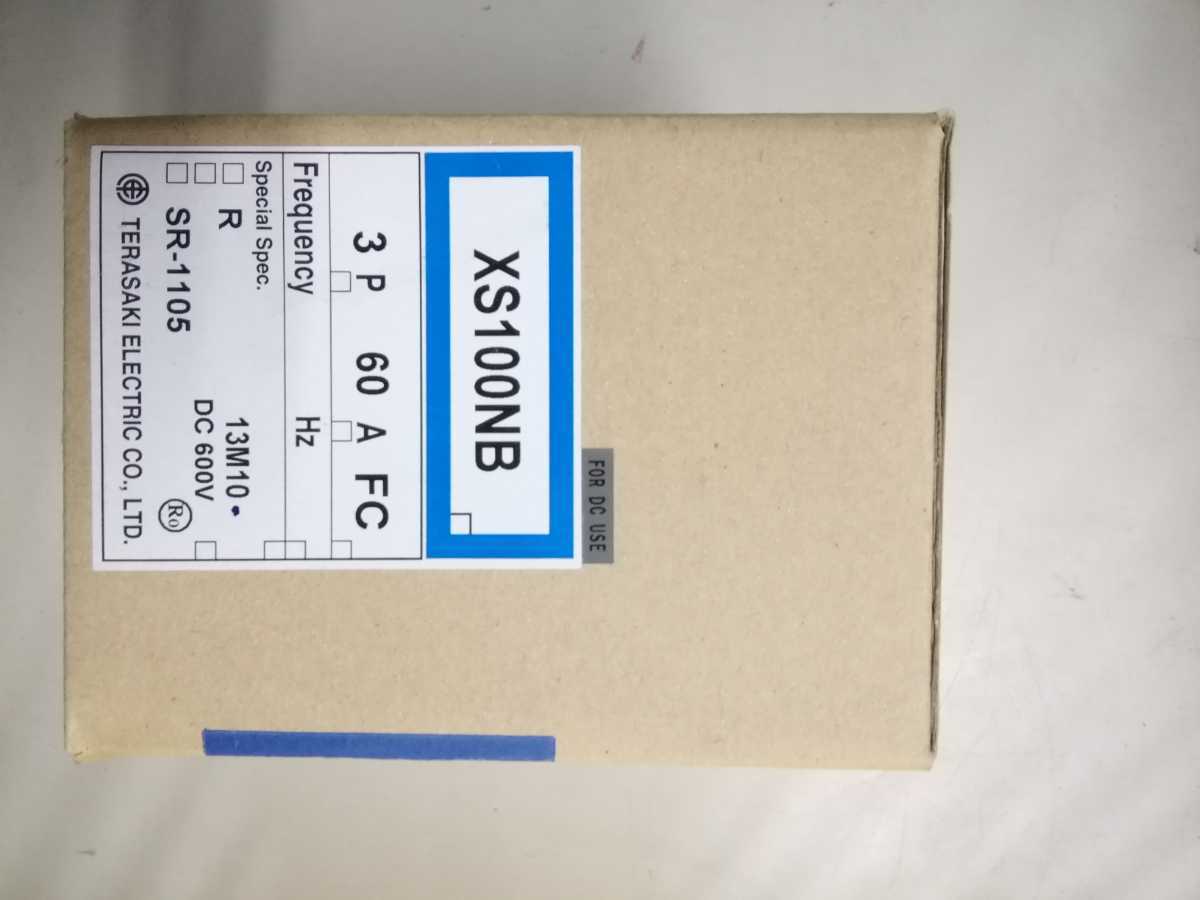 FOR DC USE
XS100NB
3 P 60 A FC
Frequency Hz
Special Spec.
R 13M10
DC 600V
SR-1105 Ro
TERASAKI ELECTRIC CO., LTD.